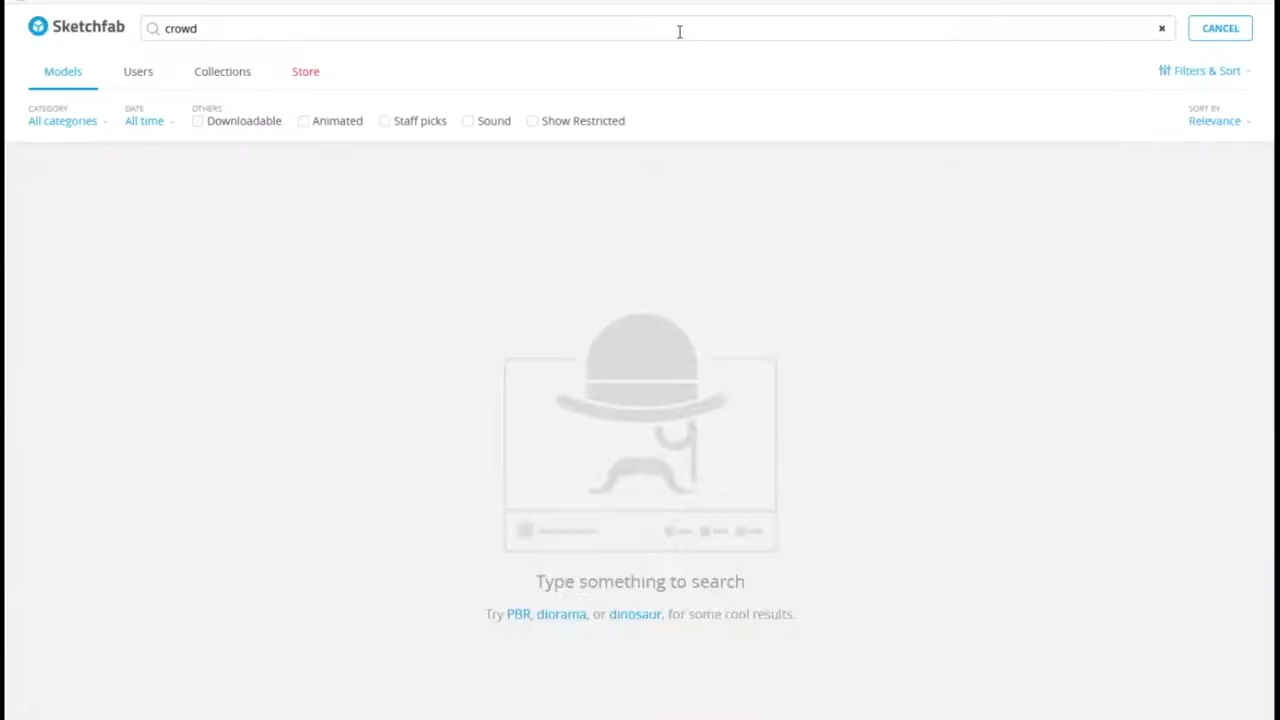 Sketchfab
crowd
CANCEL
Models Users Collections Store
Filters & Sort
CATEGORY DATE OTHERS SORT BY
All categories All time Downloadable Animated Staff picks Sound Show Restricted Relevance
Type something to search
Try PBR, diorama, or dinosaur, for some cool results.